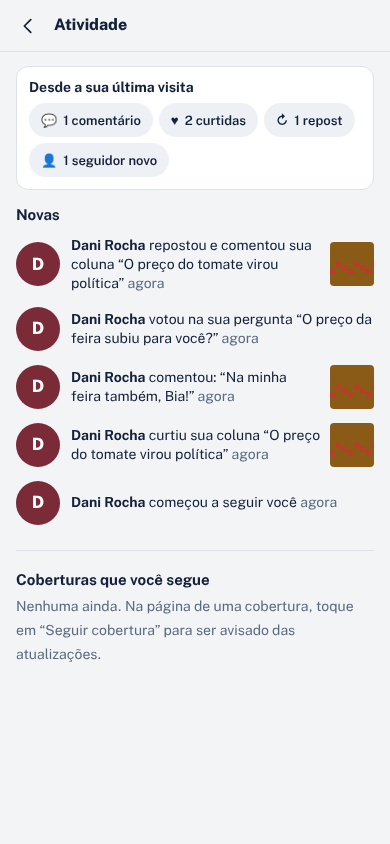 Atividade
Desde a sua última visita
1 comentário
2 curtidas
1 repost
1 seguidor novo
Novas
D
Dani Rocha repostou e comentou sua
coluna “O preço do tomate virou
política” agora
D
Dani Rocha votou na sua pergunta “O preço da
feira subiu para você?” agora
D
Dani Rocha comentou: “Na minha
feira também, Bia!” agora
D
Dani Rocha curtiu sua coluna “O preço
do tomate virou política” agora
D
Dani Rocha começou a seguir você agora
Coberturas que você segue
Nenhuma ainda. Na página de uma cobertura, toque
em “Seguir cobertura” para ser avisado das
atualizações.